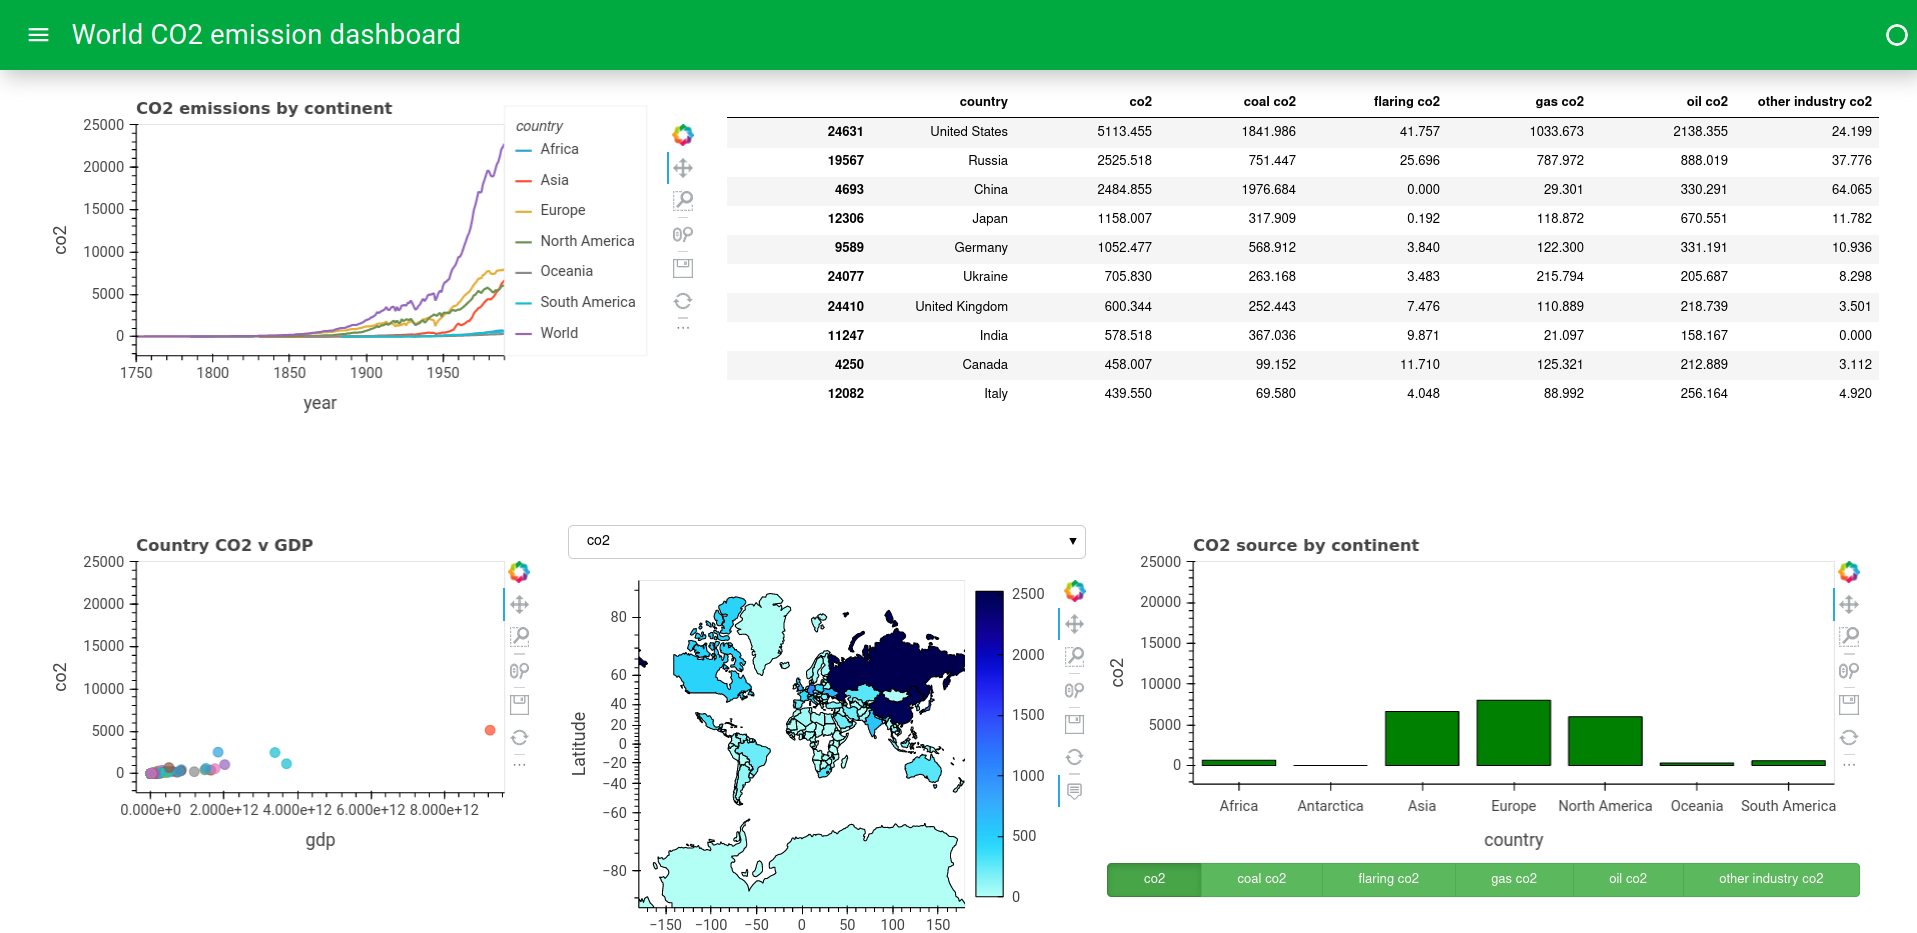 World CO2 emission dashboard
CO2 emissions by continent
25000
20000
15000
10000
5000
0
co2
1750 1800 1850 1900 1950
year
country
Africa
Asia
Europe
North America
Oceania
South America
World
country co2 coal co2 flaring co2 gas co2 oil co2 other industry co2
24631 United States 5113.455 1841.986 41.757 1033.673 2138.355 24.199
19567 Russia 2525.518 751.447 25.696 787.972 888.019 37.776
4693 China 2484.855 1976.684 0.000 29.301 330.291 64.065
12306 Japan 1158.007 317.909 0.192 118.872 670.551 11.782
9589 Germany 1052.477 568.912 3.840 122.300 331.191 10.936
24077 Ukraine 705.830 263.168 3.483 215.794 205.687 8.298
24410 United Kingdom 600.344 252.443 7.476 110.889 218.739 3.501
11247 India 578.518 367.036 9.871 21.097 158.167 0.000
4250 Canada 458.007 99.152 11.710 125.321 212.889 3.112
12082 Italy 439.550 69.580 4.048 88.992 256.164 4.920
Country CO2 v GDP
25000
20000
15000
10000
5000
0
co2
0.000e+0 2.000e+12 4.000e+12 6.000e+12 8.000e+12
gdp
co2
80
60
40
20
0
−20
−40
−60
−80
Latitude
−150 −100 −50 0 50 100 150
2500
2000
1500
1000
500
0
CO2 source by continent
25000
20000
15000
10000
5000
0
co2
Africa Antarctica Asia Europe North America Oceania South America
country
co2 coal co2 flaring co2 gas co2 oil co2 other industry co2